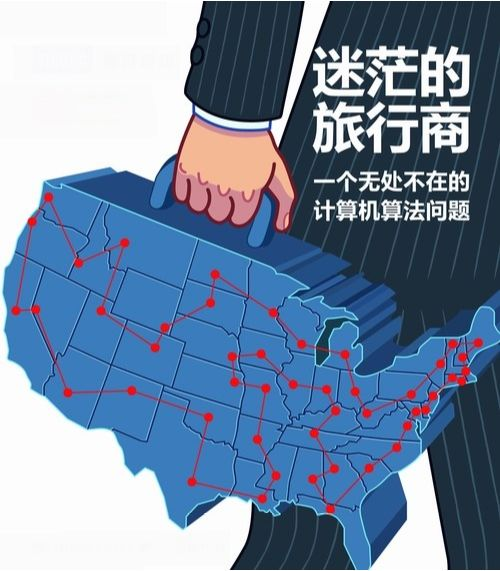 迷茫的
旅行商
一个无处不在的
计算机算法问题